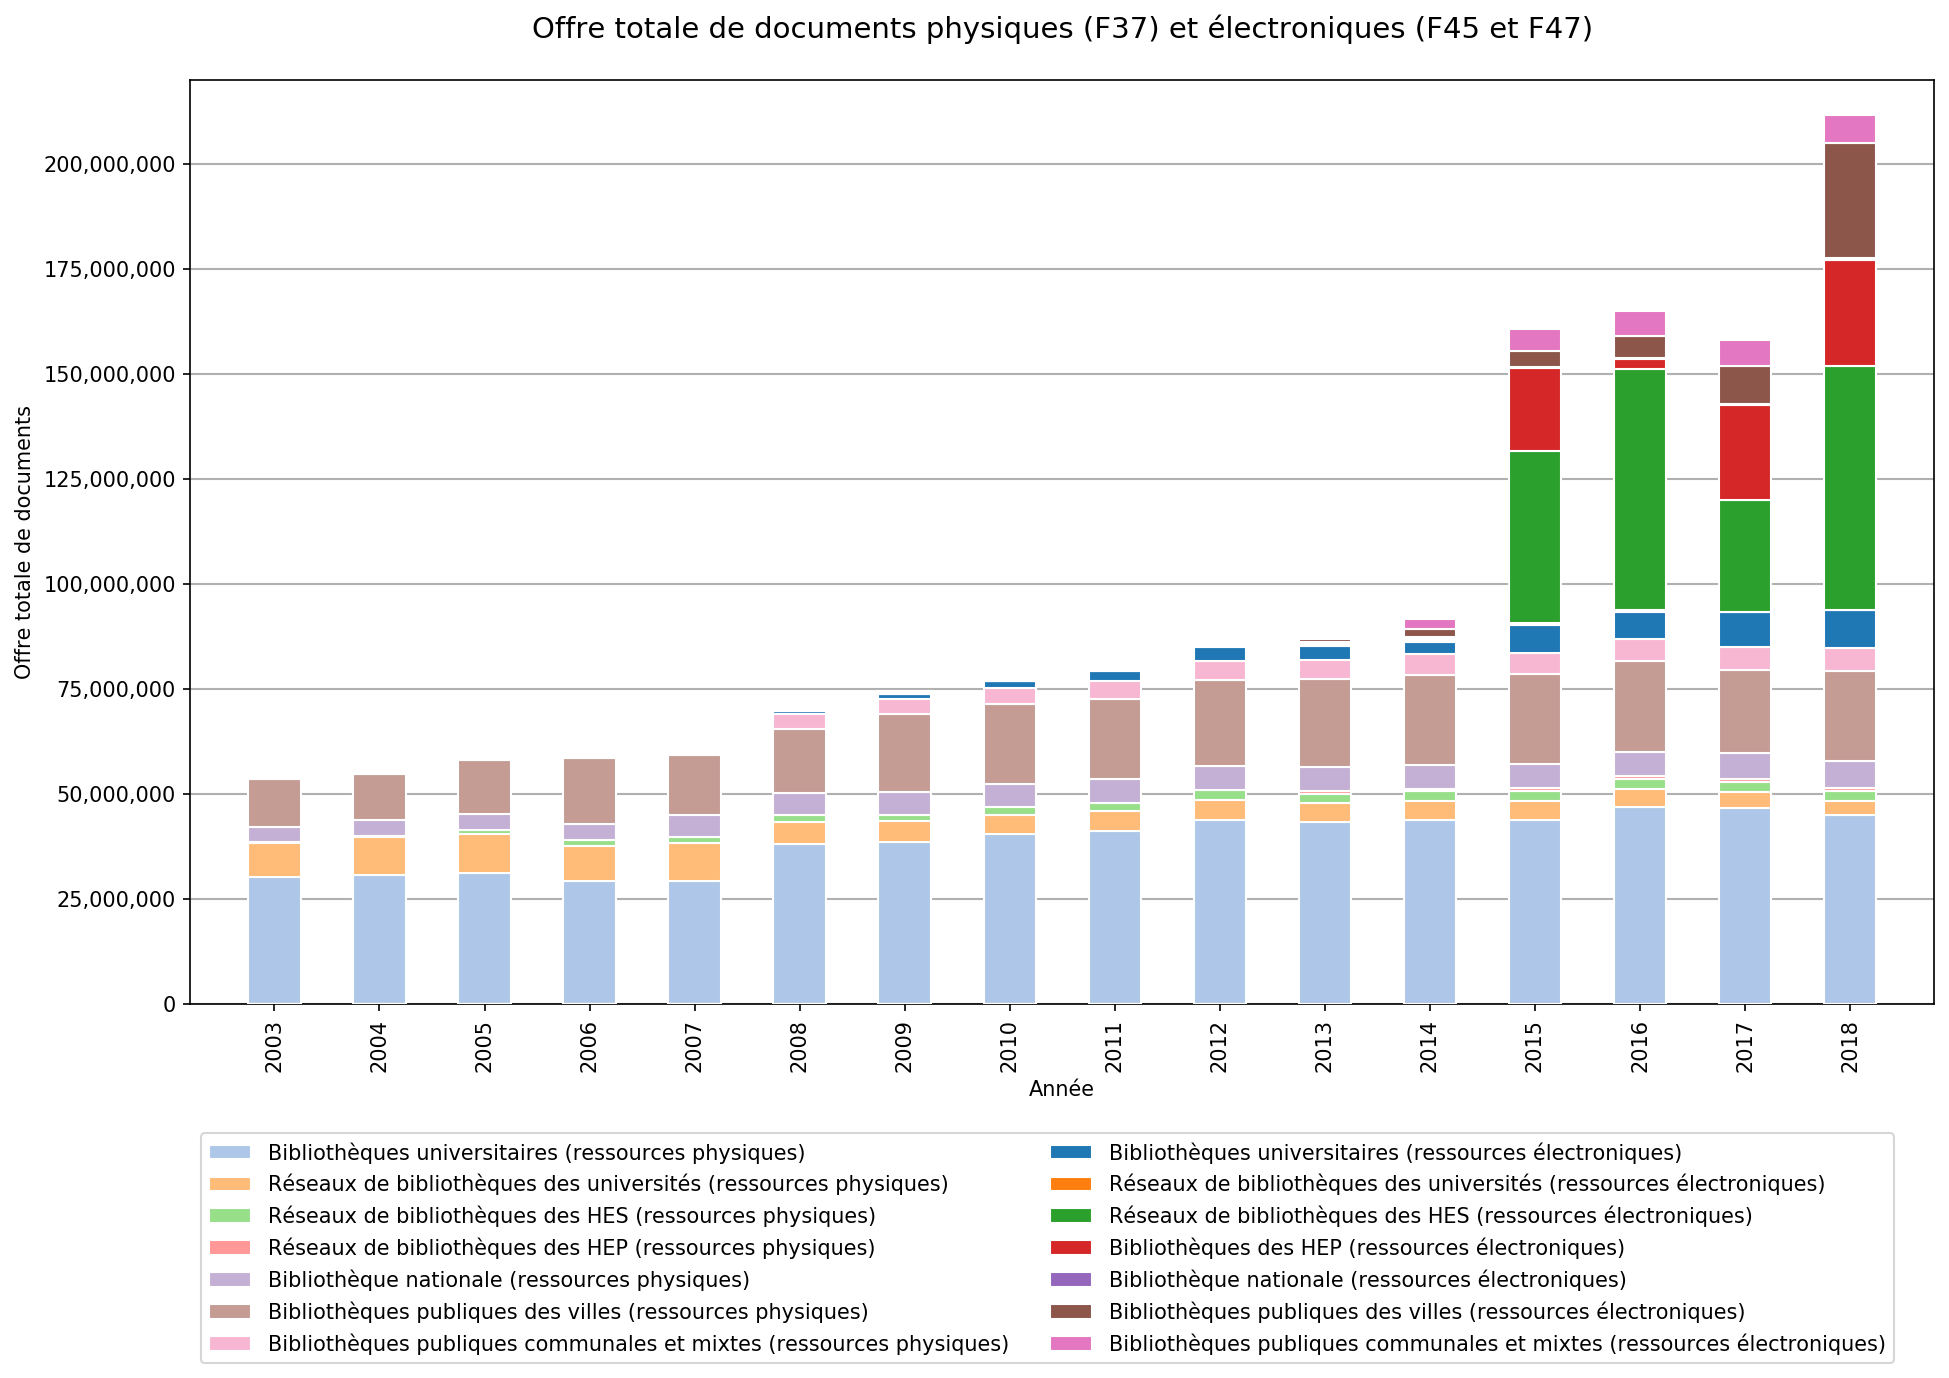 Offre totale de documents physiques (F37) et électroniques (F45 et F47)
Offre totale de documents
200,000,000
175,000,000
150,000,000
125,000,000
100,000,000
75,000,000
50,000,000
25,000,000
0
2003 2004 2005 2006 2007 2008 2009 2010 2011 2012 2013 2014 2015 2016 2017 2018
Année
Bibliothèques universitaires (ressources physiques)
Réseaux de bibliothèques des universités (ressources physiques)
Réseaux de bibliothèques des HES (ressources physiques)
Réseaux de bibliothèques des HEP (ressources physiques)
Bibliothèque nationale (ressources physiques)
Bibliothèques publiques des villes (ressources physiques)
Bibliothèques publiques communales et mixtes (ressources physiques)
Bibliothèques universitaires (ressources électroniques)
Réseaux de bibliothèques des universités (ressources électroniques)
Réseaux de bibliothèques des HES (ressources électroniques)
Bibliothèques des HEP (ressources électroniques)
Bibliothèque nationale (ressources électroniques)
Bibliothèques publiques des villes (ressources électroniques)
Bibliothèques publiques communales et mixtes (ressources électroniques)